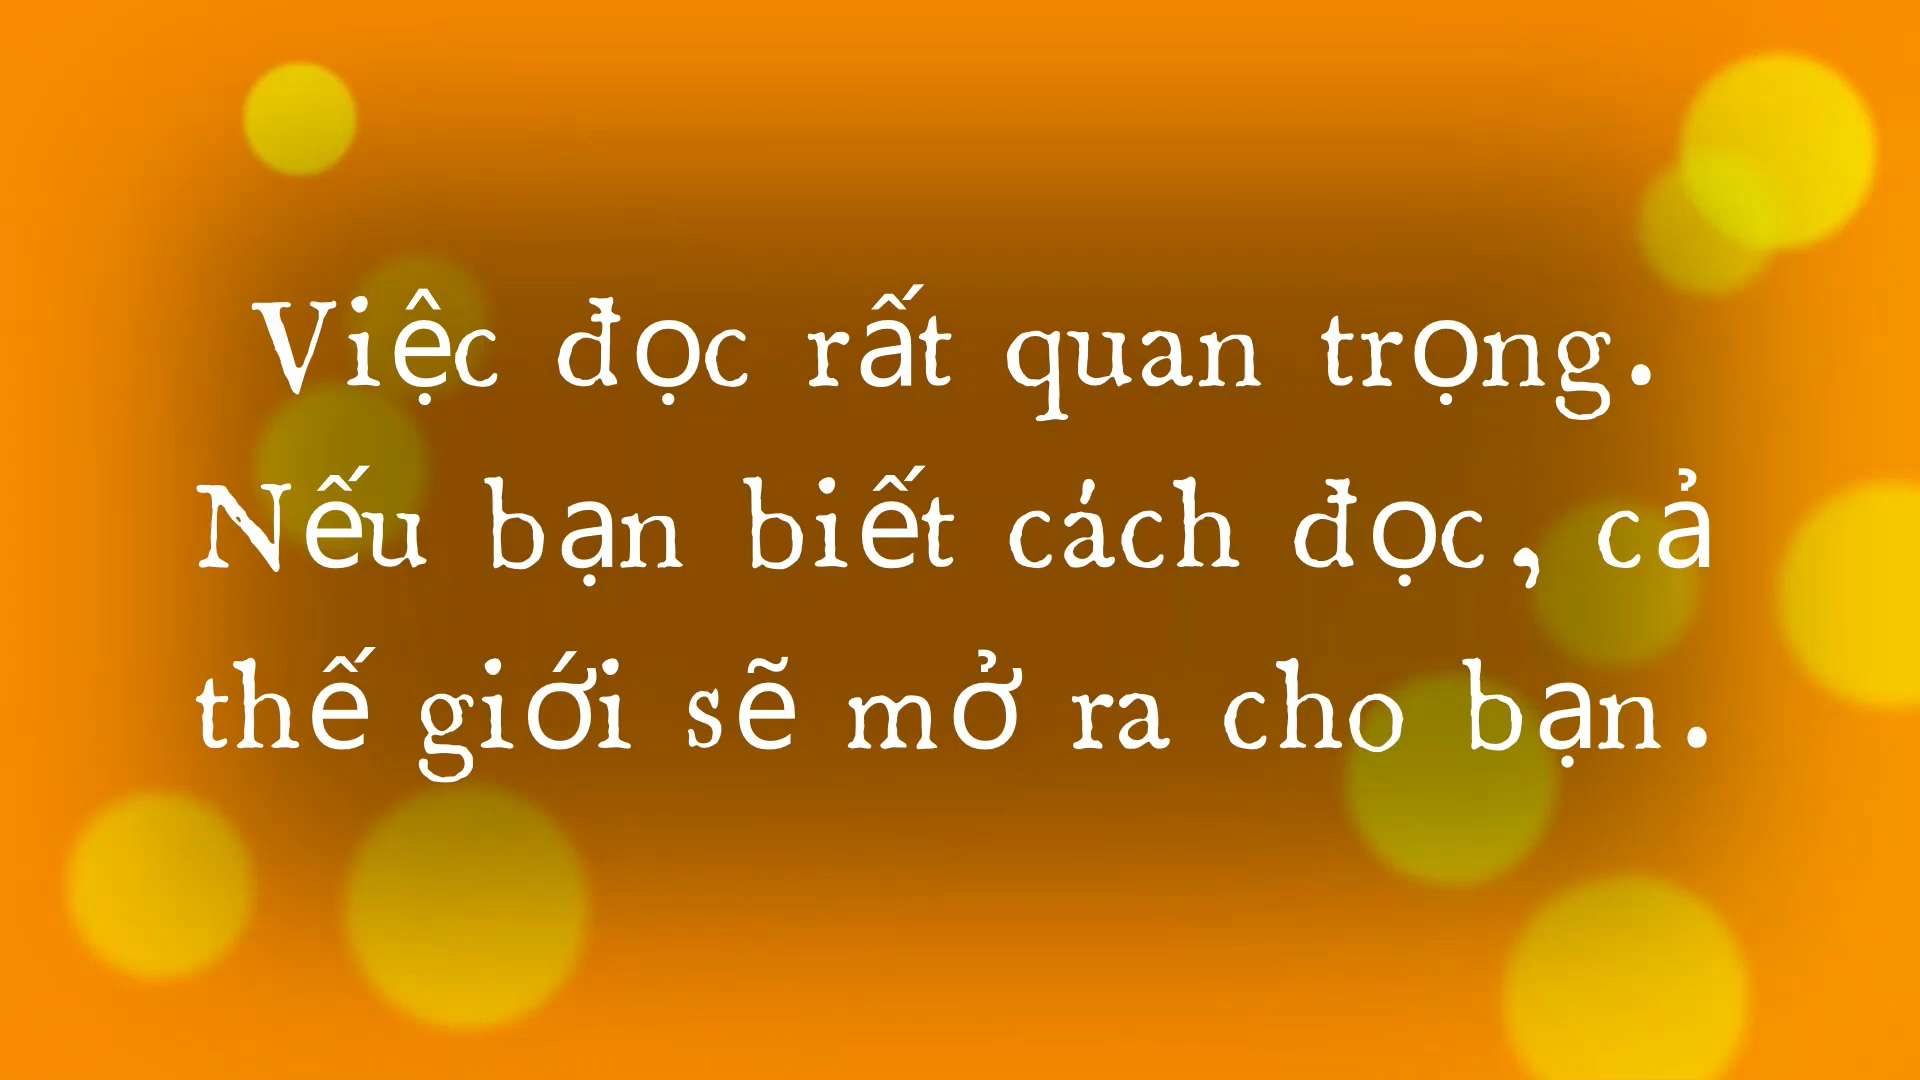 Việc đọc rất quan trọng.
Nếu bạn biết cách đọc, cả
thế giới sẽ mở ra cho bạn.